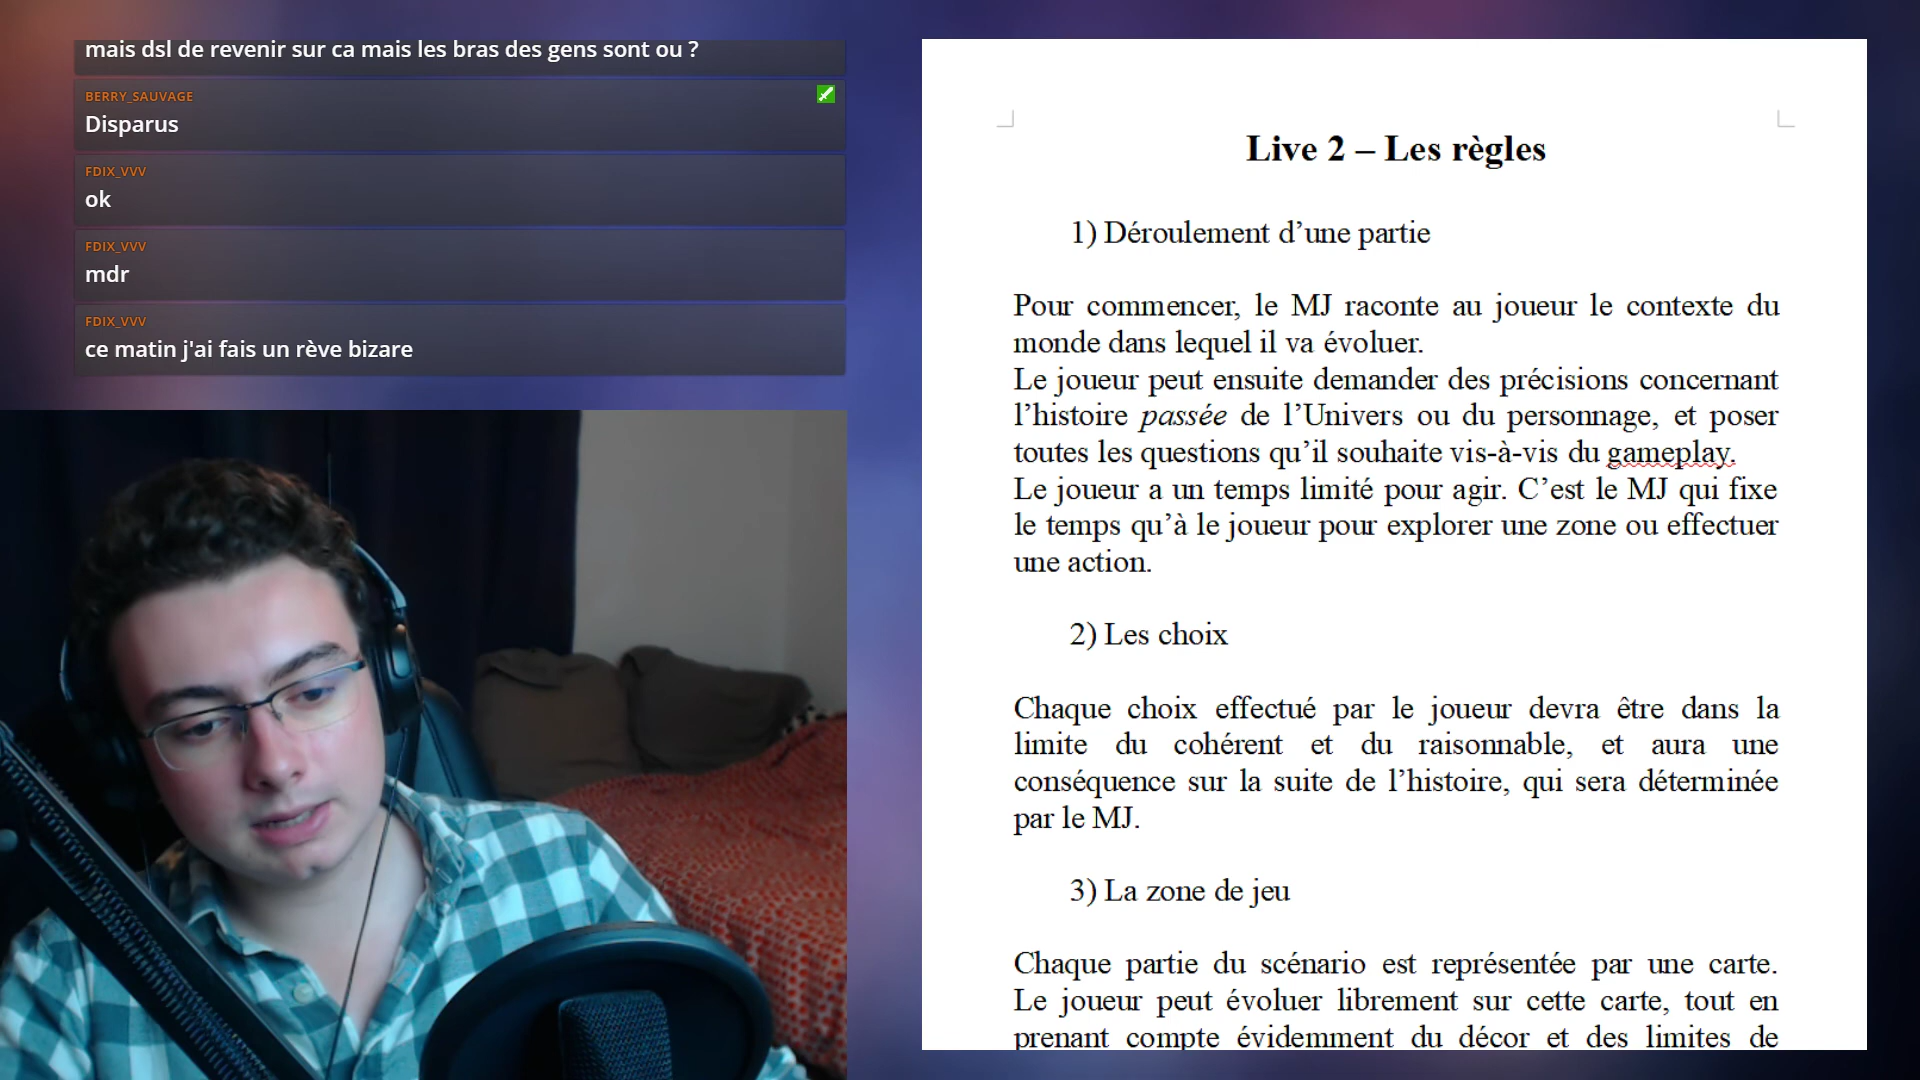 mais dsl de revenir sur ca mais les bras des gens sont ou ?
BERRY_SAUVAGE
Disparus
FDIX_VVV
ok
FDIX_VVV
mdr
FDIX_VVV
ce matin j'ai fais un rève bizare
Live 2 – Les règles
1) Déroulement d’une partie
Pour commencer, le MJ raconte au joueur le contexte du
monde dans lequel il va évoluer.
Le joueur peut ensuite demander des précisions concernant
l’histoire passée de l’Univers ou du personnage, et poser
toutes les questions qu’il souhaite vis-à-vis du gameplay.
Le joueur a un temps limité pour agir. C’est le MJ qui fixe
le temps qu’à le joueur pour explorer une zone ou effectuer
une action.
2) Les choix
Chaque choix effectué par le joueur devra être dans la
limite du cohérent et du raisonnable, et aura une
conséquence sur la suite de l’histoire, qui sera déterminée
par le MJ.
3) La zone de jeu
Chaque partie du scénario est représentée par une carte.
Le joueur peut évoluer librement sur cette carte, tout en
prenant compte évidemment du décor et des limites de